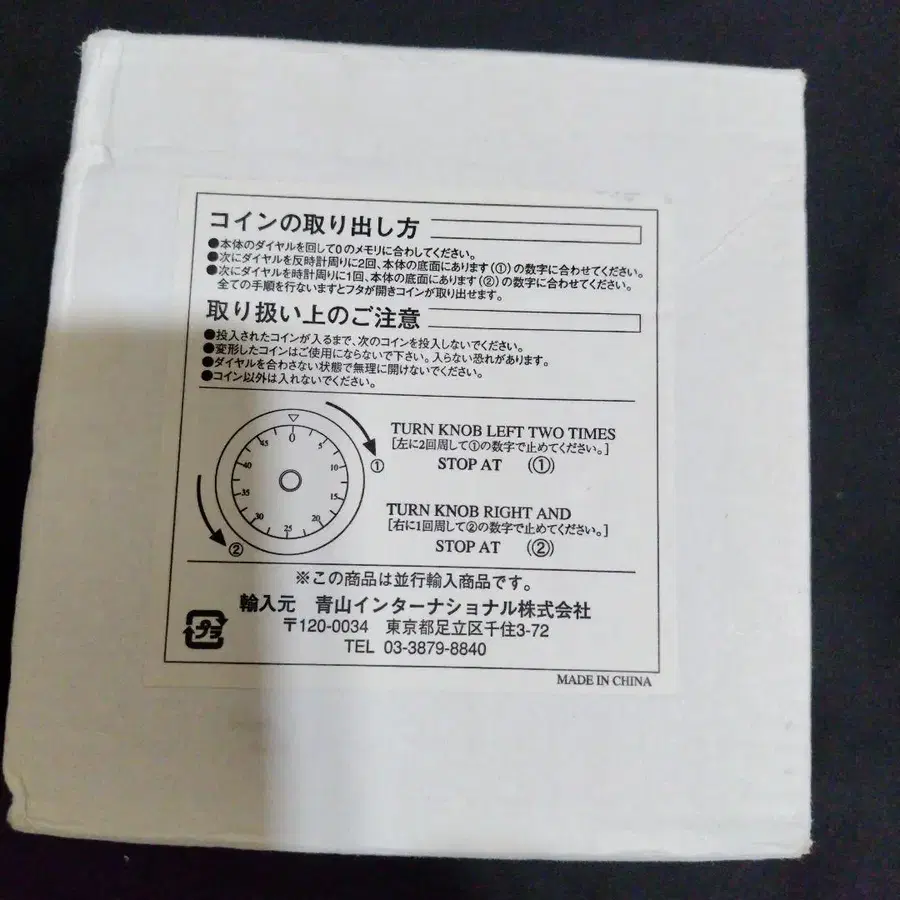 コインの取り出し方
●本体のダイヤルを回して0のメモリに合わしてください。
●次にダイヤルを反時計周りに2回、本体の底面にあります(①)の数字に合わせてください。
●次にダイヤルを時計周りに1回、本体の底面にあります(②)の数字に合わせてください。
全ての手順を行ないますとフタが開きコインが取り出せます。
取り扱い上のご注意
●投入されたコインが入るまで、次のコインを投入しないでください。
●変形したコインはご使用にならないで下さい。入らない恐れがあります。
●ダイヤルを合わさない状態で無理に開けないでください。
●コイン以外は入れないでください。
0
5
10
15
20
25
30
35
40
45
①
②
TURN KNOB LEFT TWO TIMES
[左に2回周して①の数字で止めてください。]
STOP AT (①)
TURN KNOB RIGHT AND
[右に1回周して②の数字で止めてください。]
STOP AT (②)
※この商品は並行輸入商品です。
輸入元 青山インターナショナル株式会社
〒120-0034 東京都足立区千住3-72
TEL 03-3879-8840
プラ
MADE IN CHINA